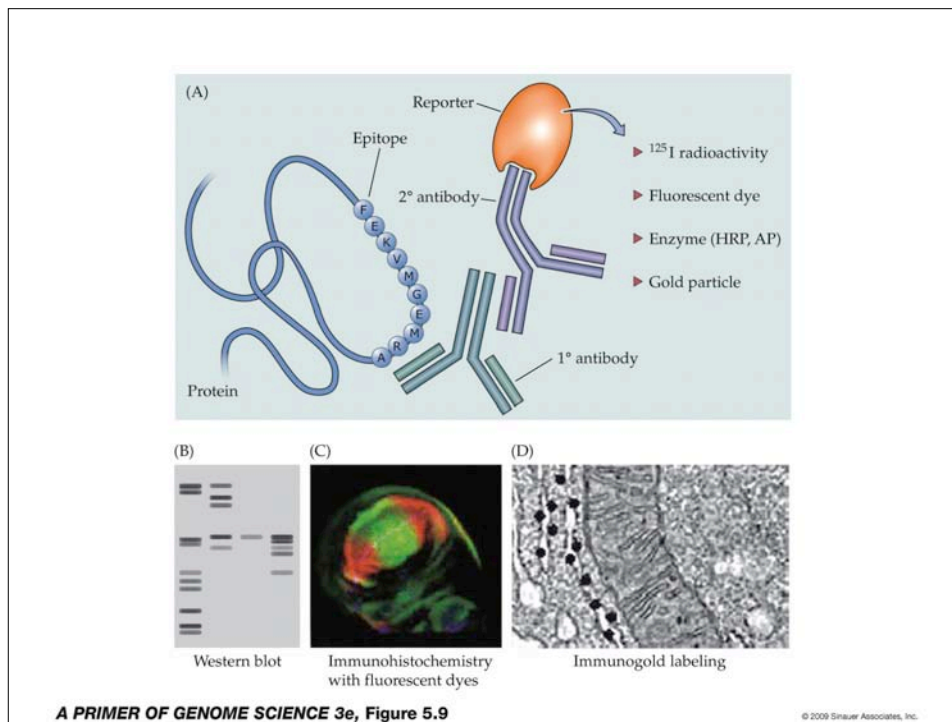 (A)
Reporter
Epitope
2° antibody
¹²⁵I radioactivity
Fluorescent dye
Enzyme (HRP, AP)
Gold particle
F
E
K
V
M
G
E
M
R
A
1° antibody
Protein
(B)
(C)
(D)
Western blot
Immunohistochemistry
with fluorescent dyes
Immunogold labeling
A PRIMER OF GENOME SCIENCE 3e, Figure 5.9
© 2009 Sinauer Associates, Inc.